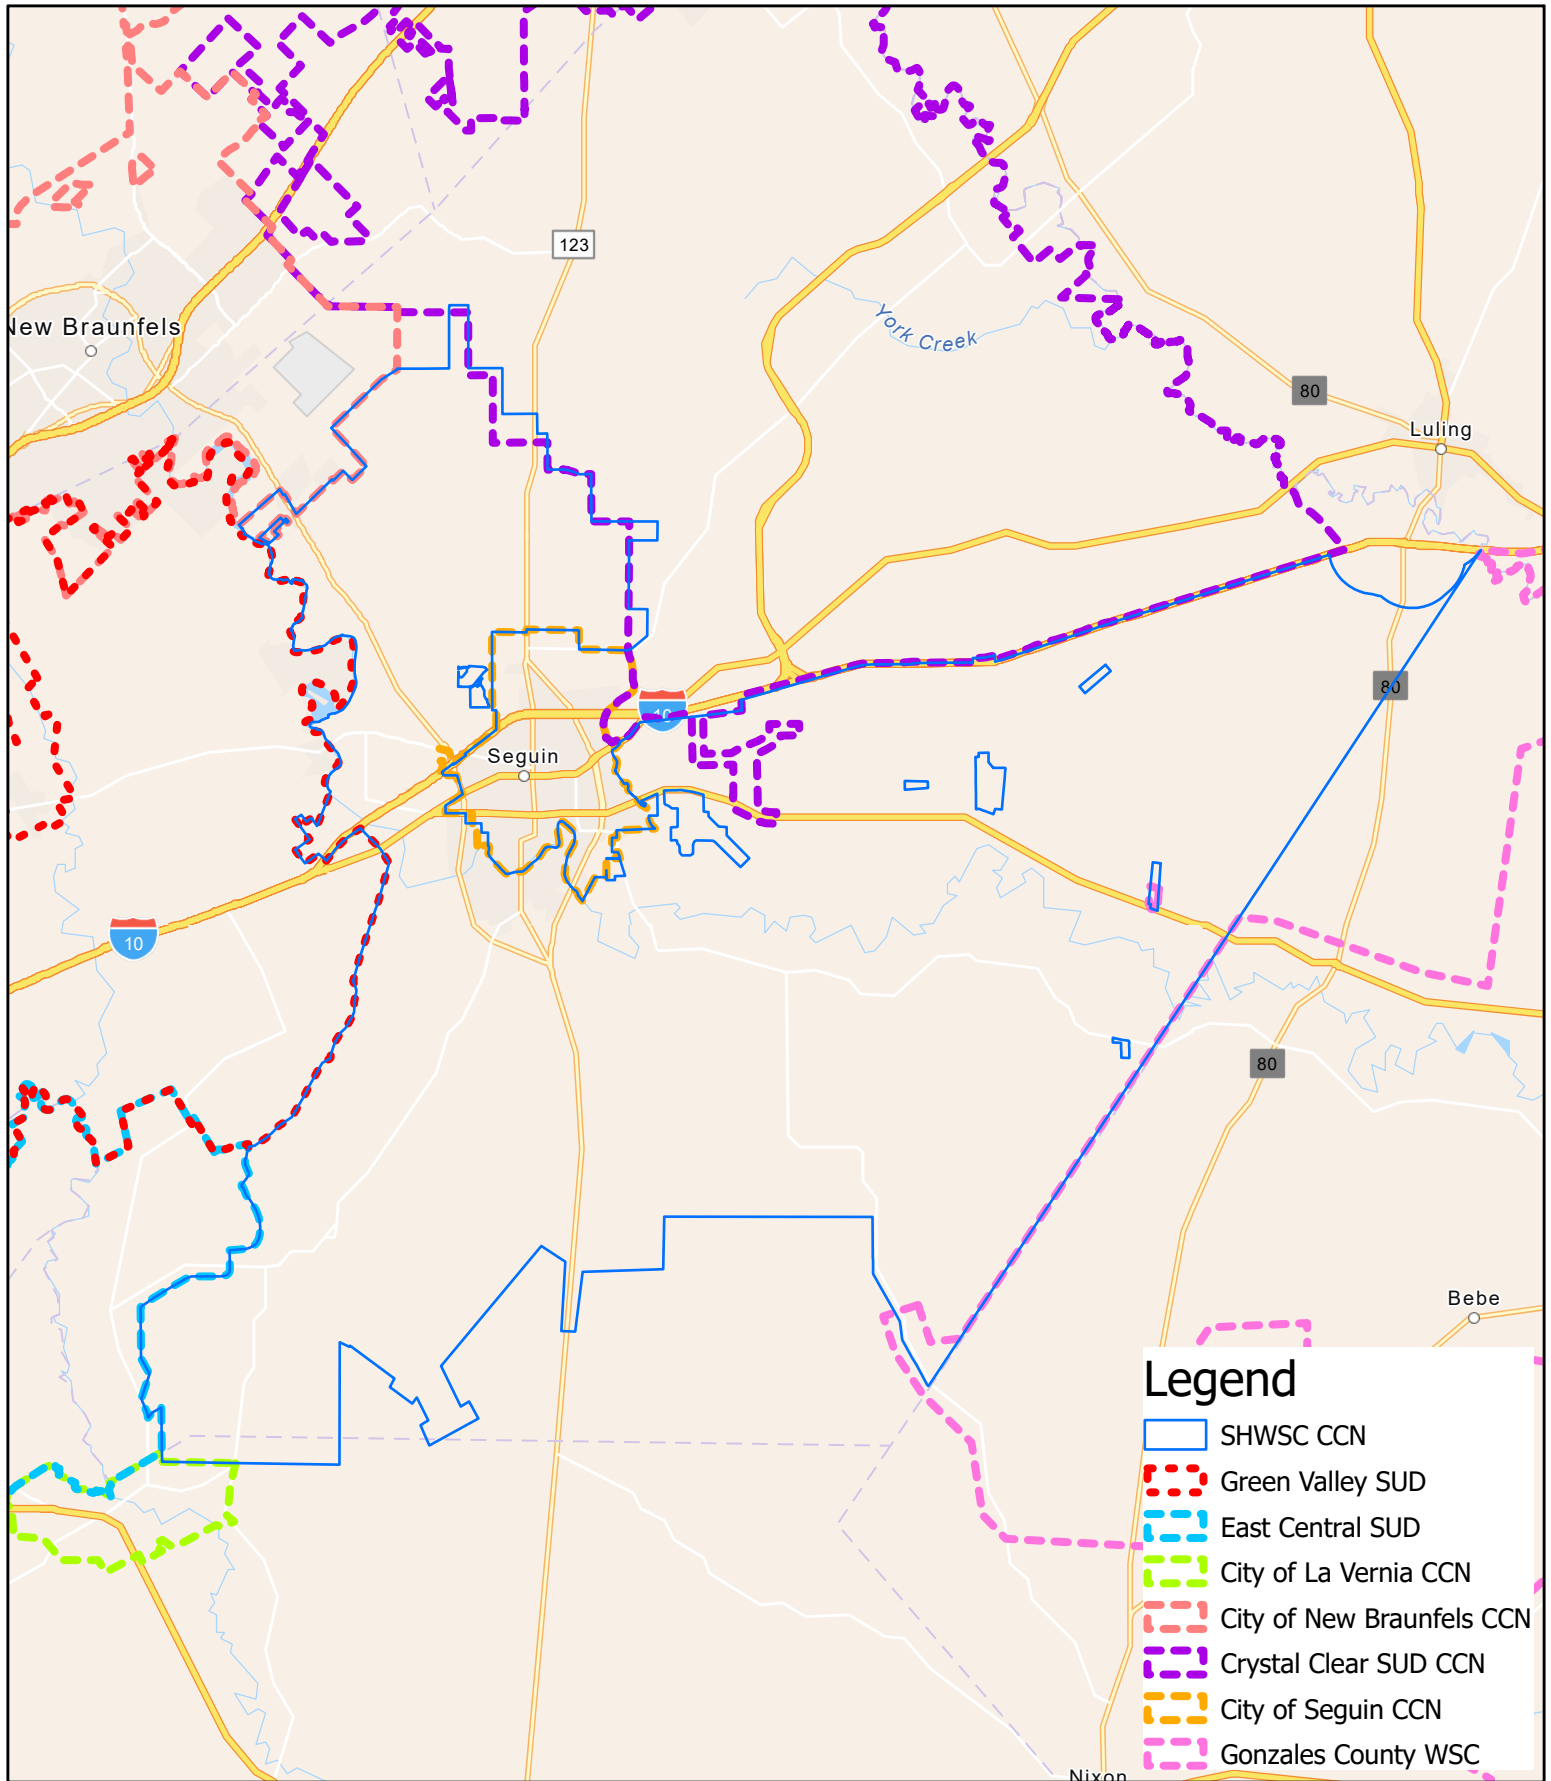 123
New Braunfels
York Creek
80
Luling
80
10
Seguin
10
80
Bebe
Legend
SHWSC CCN
Green Valley SUD
East Central SUD
City of La Vernia CCN
City of New Braunfels CCN
Crystal Clear SUD CCN
City of Seguin CCN
Gonzales County WSC
Nixon